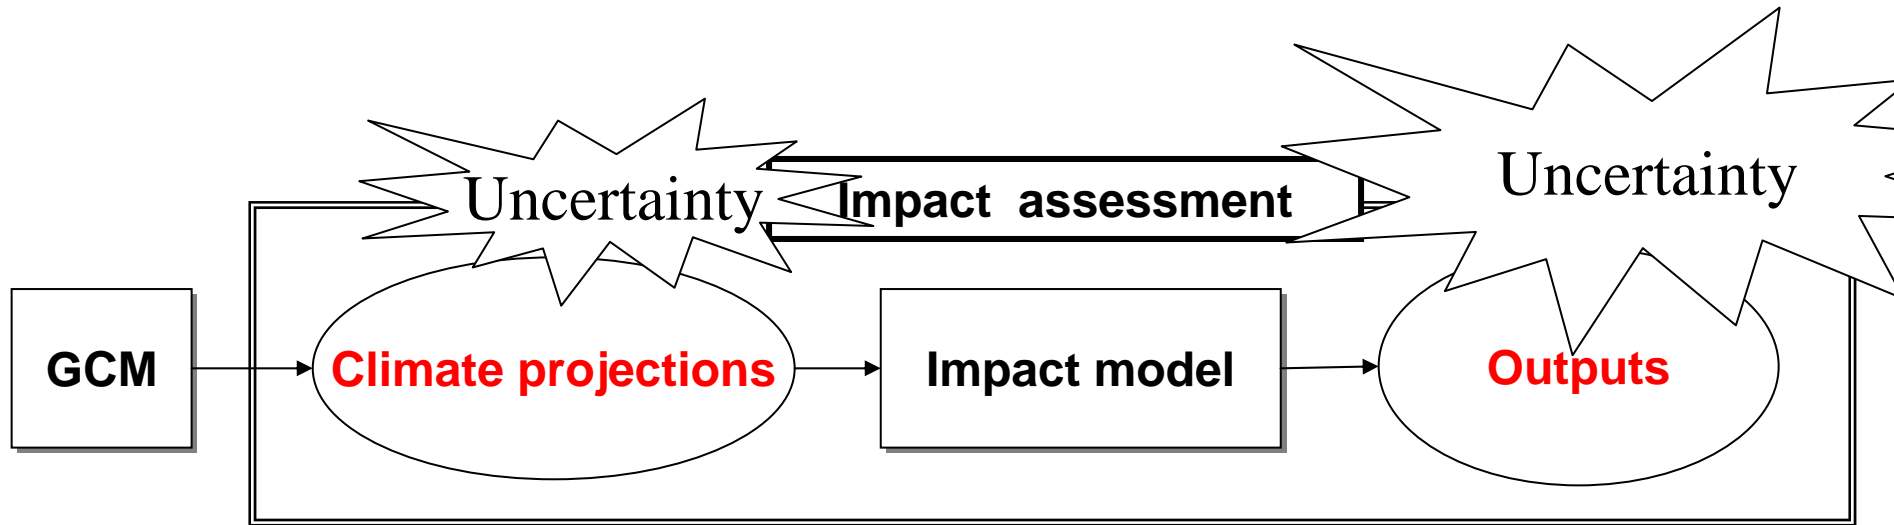 Uncertainty
Impact assessment
Uncertainty
GCM
Climate projections
Impact model
Outputs